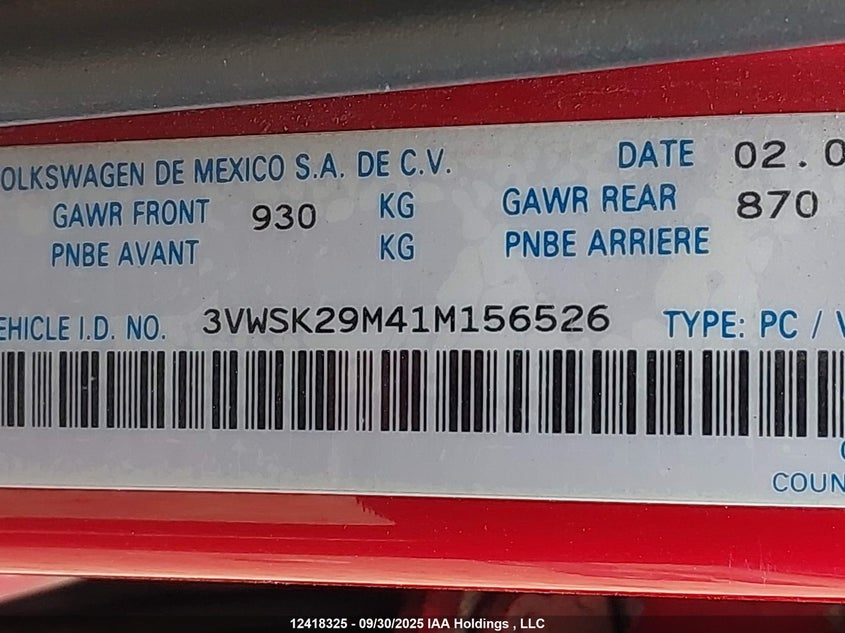 OLKSWAGEN DE MEXICO S.A. DE C.V. DATE 02.0
GAWR FRONT 930 KG GAWR REAR 870
PNBE AVANT KG PNBE ARRIERE
EHICLE I.D. NO. 3VWSK29M41M156526 TYPE: PC / V
COUN
12418325 - 09/30/2025 IAA Holdings , LLC